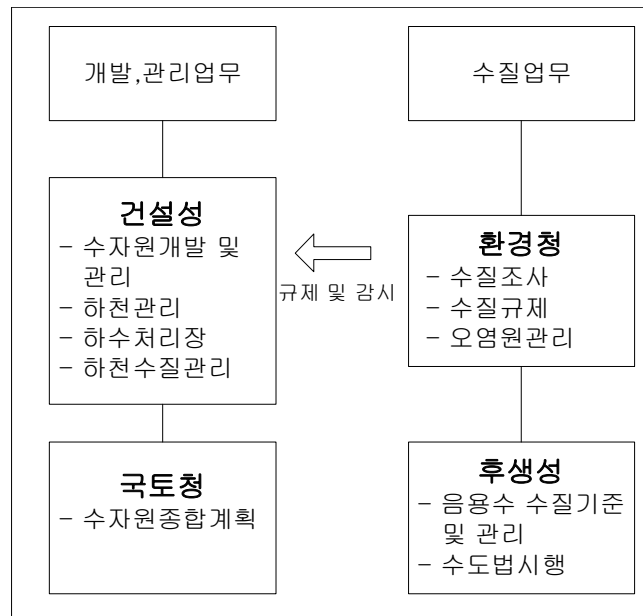 개발,관리업무
수질업무
건설성
- 수자원개발 및
관리
- 하천관리
- 하수처리장
- 하천수질관리
규제 및 감시
환경청
- 수질조사
- 수질규제
- 오염원관리
국토청
- 수자원종합계획
후생성
- 음용수 수질기준
및 관리
- 수도법시행